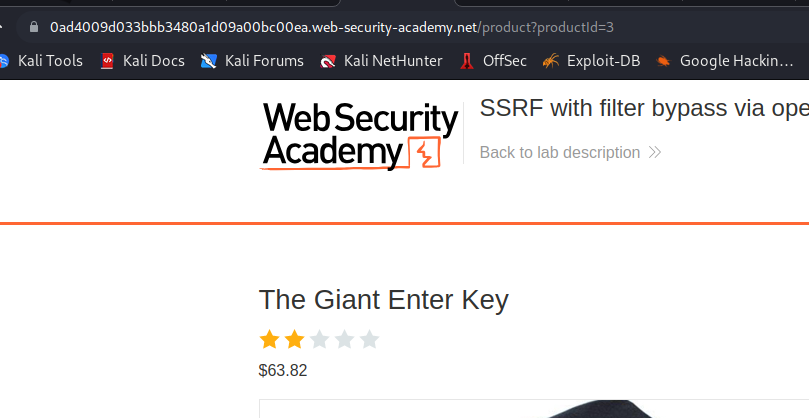 0ad4009d033bbb3480a1d09a00bc00ea.web-security-academy.net/product?productId=3
Kali Tools Kali Docs Kali Forums Kali NetHunter OffSec Exploit-DB Google Hackin...
Web Security
Academy
SSRF with filter bypass via ope
Back to lab description
The Giant Enter Key
$63.82